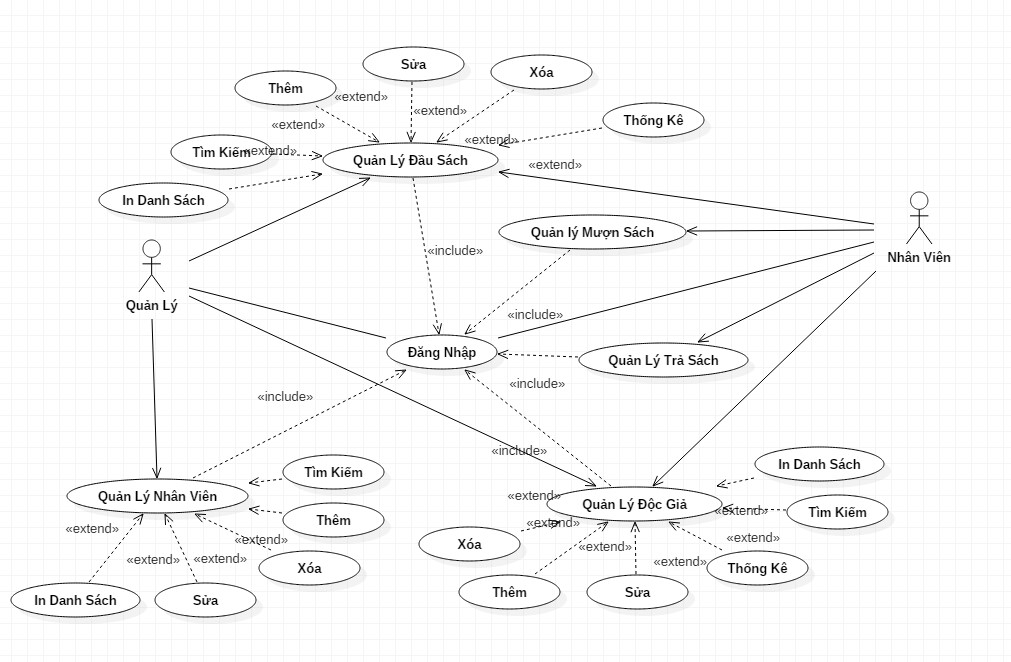 Sửa
Xóa
Thêm
«extend»
«extend»
Thống Kê
«extend»
«extend»
Tìm Kiếm
«extend»
Quản Lý Đầu Sách
«extend»
In Danh Sách
Quản lý Mượn Sách
Nhân Viên
«include»
Quản Lý
«include»
Đăng Nhập
Quản Lý Trả Sách
«include»
«include»
«include»
In Danh Sách
Tìm Kiếm
Quản Lý Nhân Viên
«extend»
Quản Lý Độc Giả
«extend»
Tìm Kiếm
Thêm
«extend»
«extend»
«extend»
«extend»
Xóa
«extend»
«extend»
«extend»
«extend»
Xóa
Thống Kê
Thêm
Sửa
In Danh Sách
Sửa